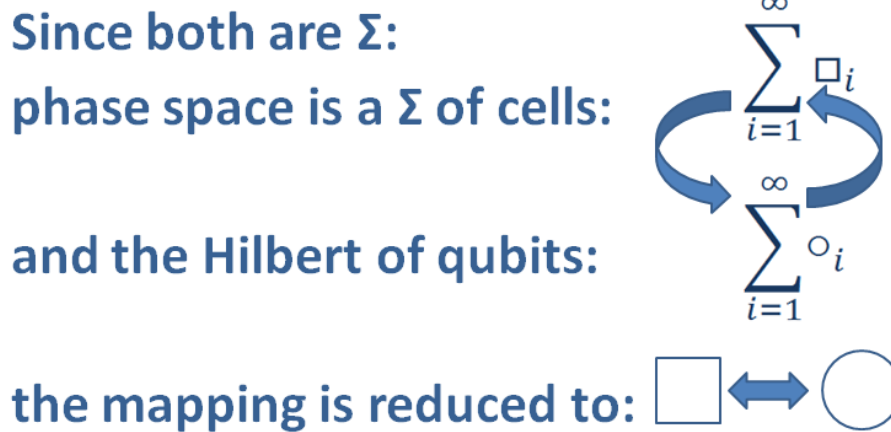 Since both are Σ:
phase space is a Σ of cells:
∞
∑ □i
i=1
∞
∑ ○i
i=1
and the Hilbert of qubits:
the mapping is reduced to: